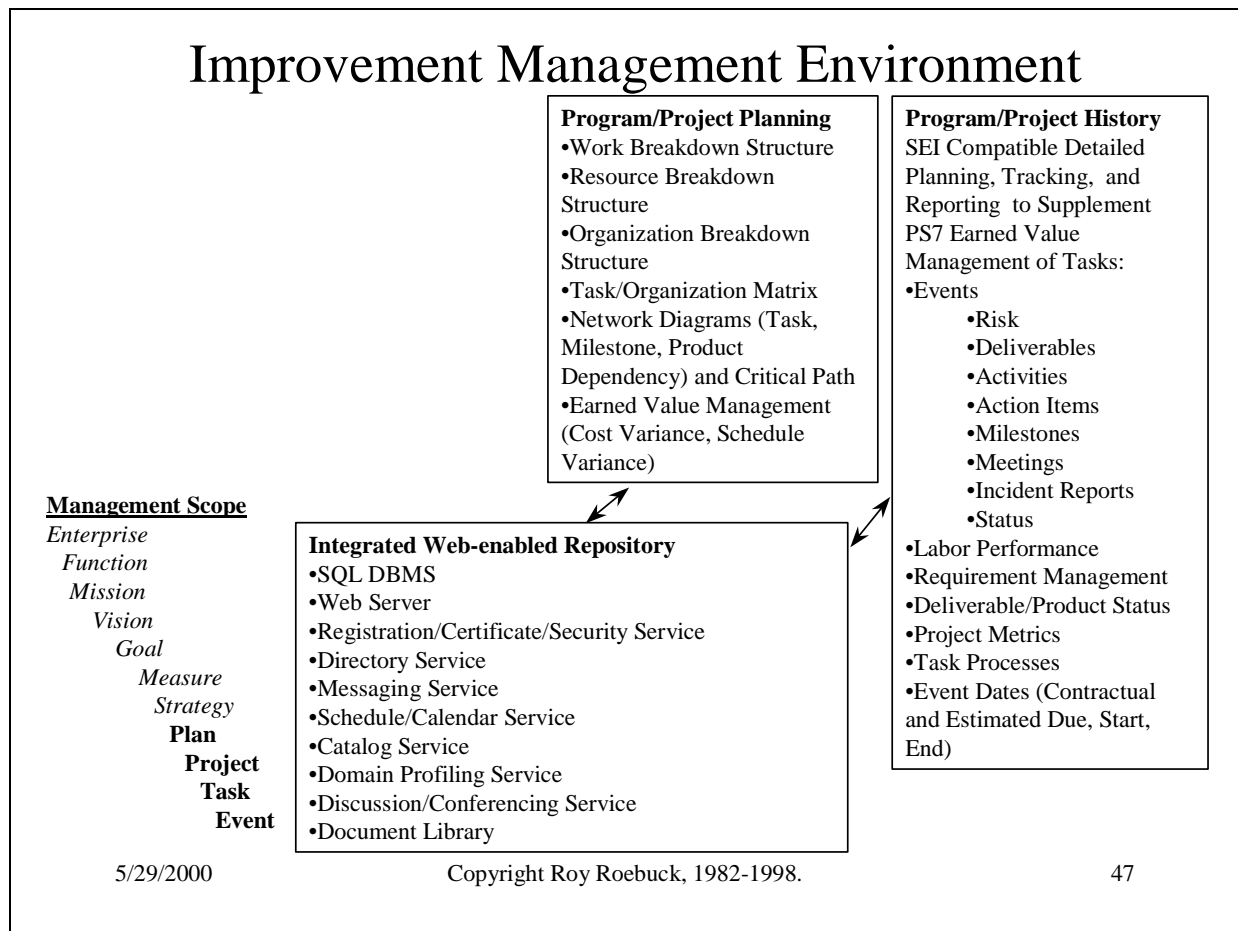 Improvement Management Environment
Program/Project Planning
•Work Breakdown Structure
•Resource Breakdown
Structure
•Organization Breakdown
Structure
•Task/Organization Matrix
•Network Diagrams (Task,
Milestone, Product
Dependency) and Critical Path
•Earned Value Management
(Cost Variance, Schedule
Variance)
Program/Project History
SEI Compatible Detailed
Planning, Tracking, and
Reporting to Supplement
PS7 Earned Value
Management of Tasks:
•Events
•Risk
•Deliverables
•Activities
•Action Items
•Milestones
•Meetings
•Incident Reports
•Status
•Labor Performance
•Requirement Management
•Deliverable/Product Status
•Project Metrics
•Task Processes
•Event Dates (Contractual
and Estimated Due, Start,
End)
Management Scope
Enterprise
Function
Mission
Vision
Goal
Measure
Strategy
Plan
Project
Task
Event
Integrated Web-enabled Repository
•SQL DBMS
•Web Server
•Registration/Certificate/Security Service
•Directory Service
•Messaging Service
•Schedule/Calendar Service
•Catalog Service
•Domain Profiling Service
•Discussion/Conferencing Service
•Document Library
5/29/2000
Copyright Roy Roebuck, 1982-1998.
47